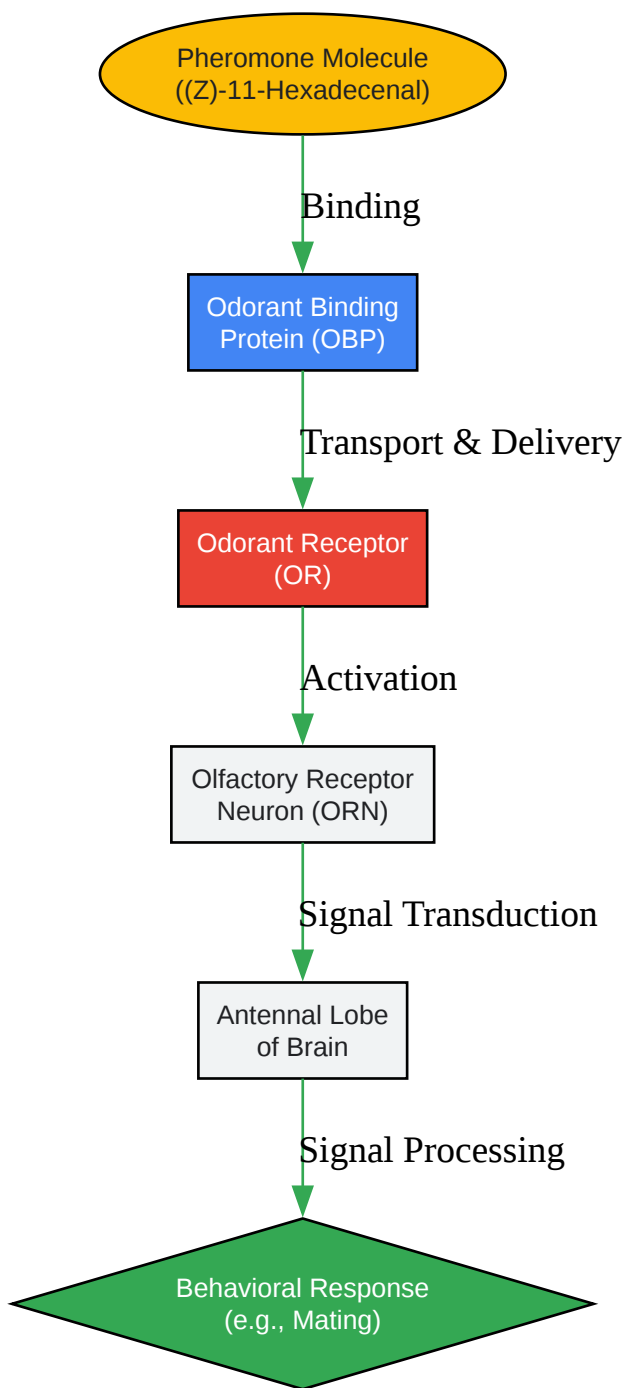 Pheromone Molecule
((Z)-11-Hexadecenal)
Binding
Odorant Binding
Protein (OBP)
Transport & Delivery
Odorant Receptor
(OR)
Activation
Olfactory Receptor
Neuron (ORN)
Signal Transduction
Antennal Lobe
of Brain
Signal Processing
Behavioral Response
(e.g., Mating)